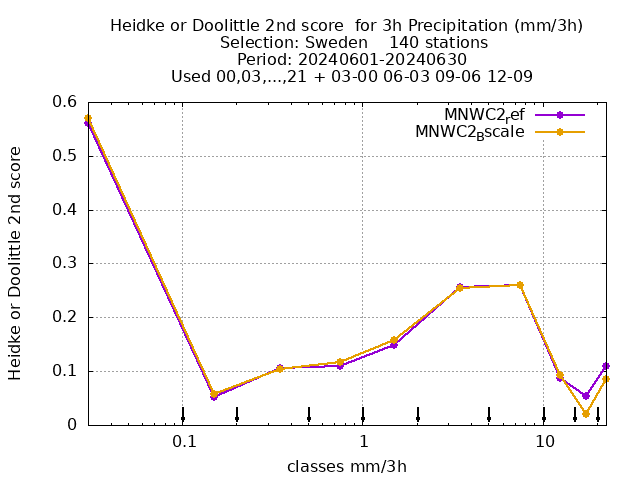 Heidke or Doolittle 2nd score  for 3h Precipitation (mm/3h)
Selection: Sweden    140 stations
Period: 20240601-20240630
Used 00,03,...,21 + 03-00 06-03 09-06 12-09
MNWC2_ref
MNWC2_Bscale
Heidke or Doolittle 2nd score
0.6
0.5
0.4
0.3
0.2
0.1
0
0.1
1
10
classes mm/3h